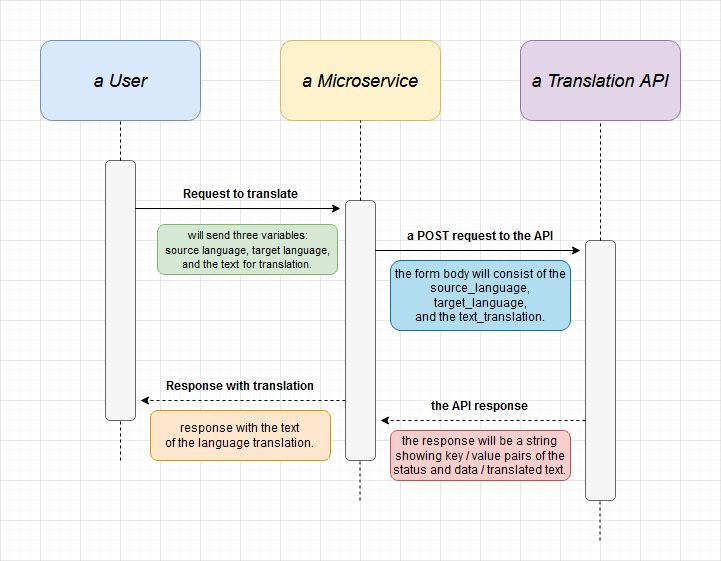 a User
a Microservice
a Translation API
Request to translate
will send three variables:
source language, target language,
and the text for translation.
a POST request to the API
the form body will consist of the
source_language,
target_language,
and the text_translation.
Response with translation
response with the text
of the language translation.
the API response
the response will be a string
showing key / value pairs of the
status and data / translated text.